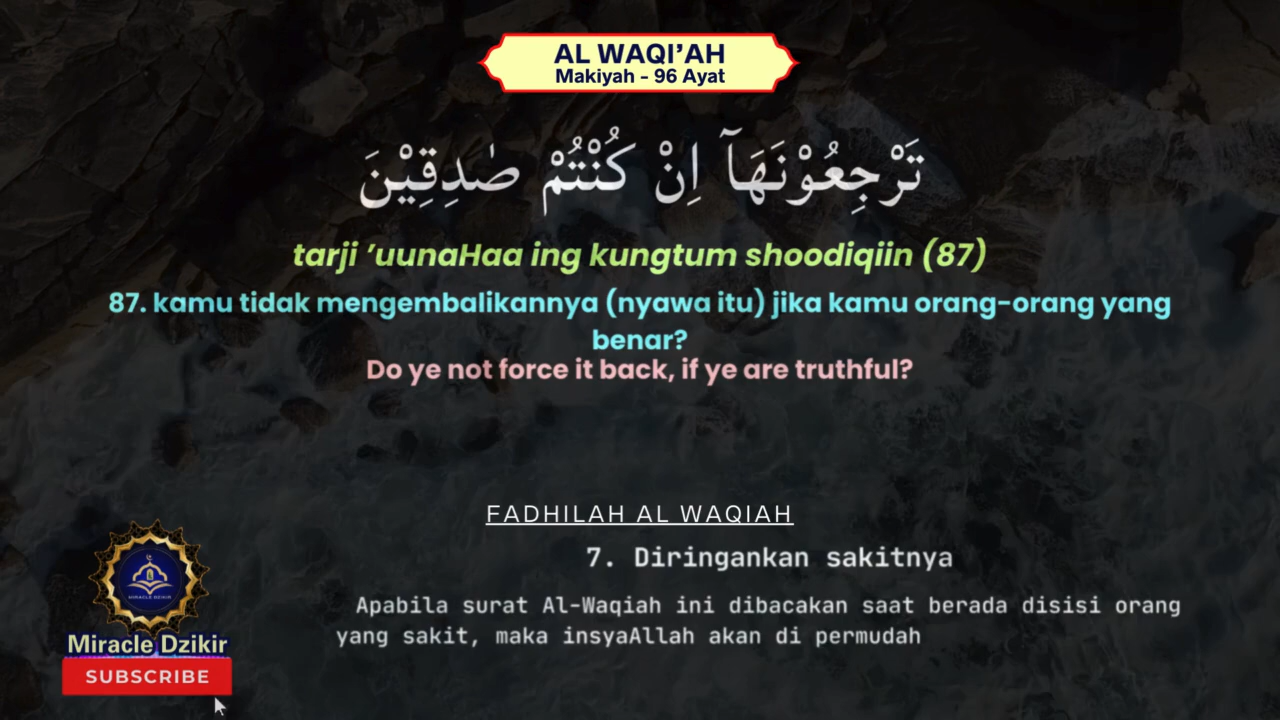 AL WAQI’AH
Makiyah - 96 Ayat
تَرْجِعُوْنَهَآ اِنْ كُنْتُمْ صٰدِقِيْنَ
tarji ’uunaHaa ing kungtum shoodiqiin (87)
87. kamu tidak mengembalikannya (nyawa itu) jika kamu orang-orang yang
benar?
Do ye not force it back, if ye are truthful?
FADHILAH AL WAQIAH
7. Diringankan sakitnya
Apabila surat Al-Waqiah ini dibacakan saat berada disisi orang
yang sakit, maka insyaAllah akan di permudah
MIRACLE DZIKIR
Miracle Dzikir
SUBSCRIBE